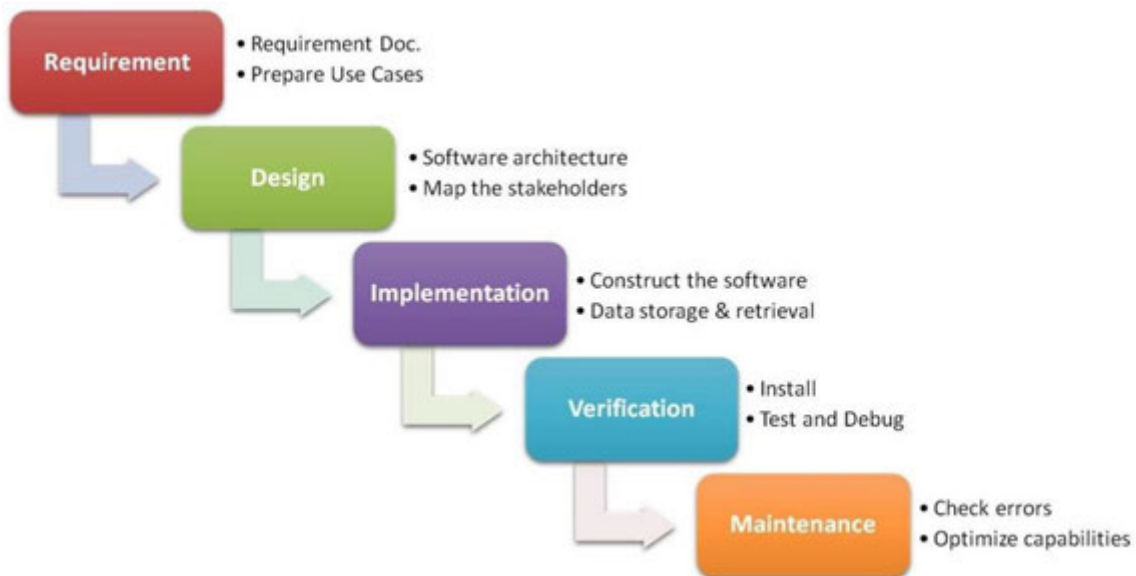 Requirement
• Requirement Doc.
• Prepare Use Cases
Design
• Software architecture
• Map the stakeholders
Implementation
• Construct the software
• Data storage & retrieval
Verification
• Install
• Test and Debug
Maintenance
• Check errors
• Optimize capabilities